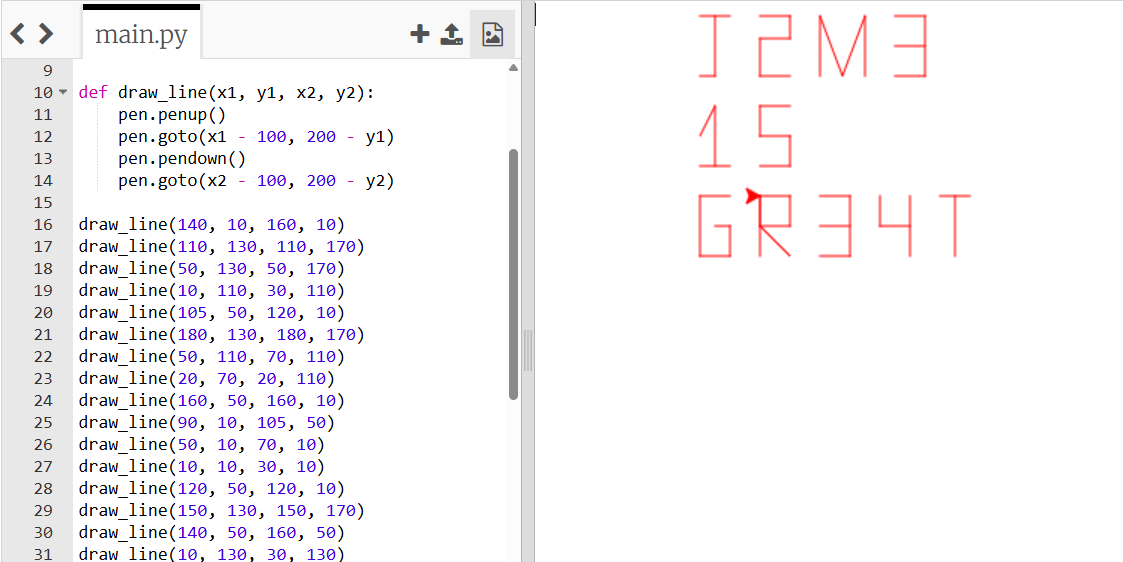 main.py
9
10 def draw_line(x1, y1, x2, y2):
11 pen.penup()
12 pen.goto(x1 - 100, 200 - y1)
13 pen.pendown()
14 pen.goto(x2 - 100, 200 - y2)
15
16 draw_line(140, 10, 160, 10)
17 draw_line(110, 130, 110, 170)
18 draw_line(50, 130, 50, 170)
19 draw_line(10, 110, 30, 110)
20 draw_line(105, 50, 120, 10)
21 draw_line(180, 130, 180, 170)
22 draw_line(50, 110, 70, 110)
23 draw_line(20, 70, 20, 110)
24 draw_line(160, 50, 160, 10)
25 draw_line(90, 10, 105, 50)
26 draw_line(50, 10, 70, 10)
27 draw_line(10, 10, 30, 10)
28 draw_line(120, 50, 120, 10)
29 draw_line(150, 130, 150, 170)
30 draw_line(140, 50, 160, 50)
31 draw_line(10, 130, 30, 130)
J2M3
15
GR34T